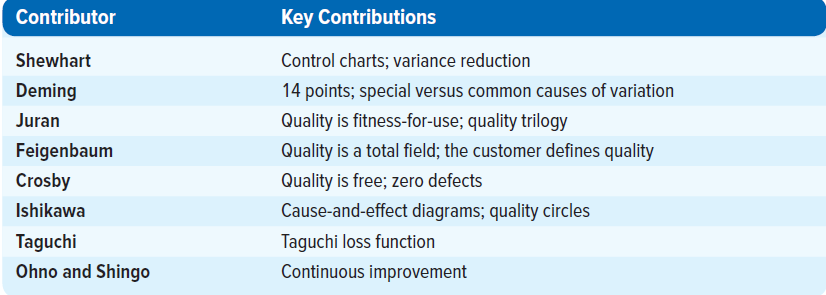 Contributor Key Contributions
Shewhart Control charts; variance reduction
Deming 14 points; special versus common causes of variation
Juran Quality is fitness-for-use; quality trilogy
Feigenbaum Quality is a total field; the customer defines quality
Crosby Quality is free; zero defects
Ishikawa Cause-and-effect diagrams; quality circles
Taguchi Taguchi loss function
Ohno and Shingo Continuous improvement